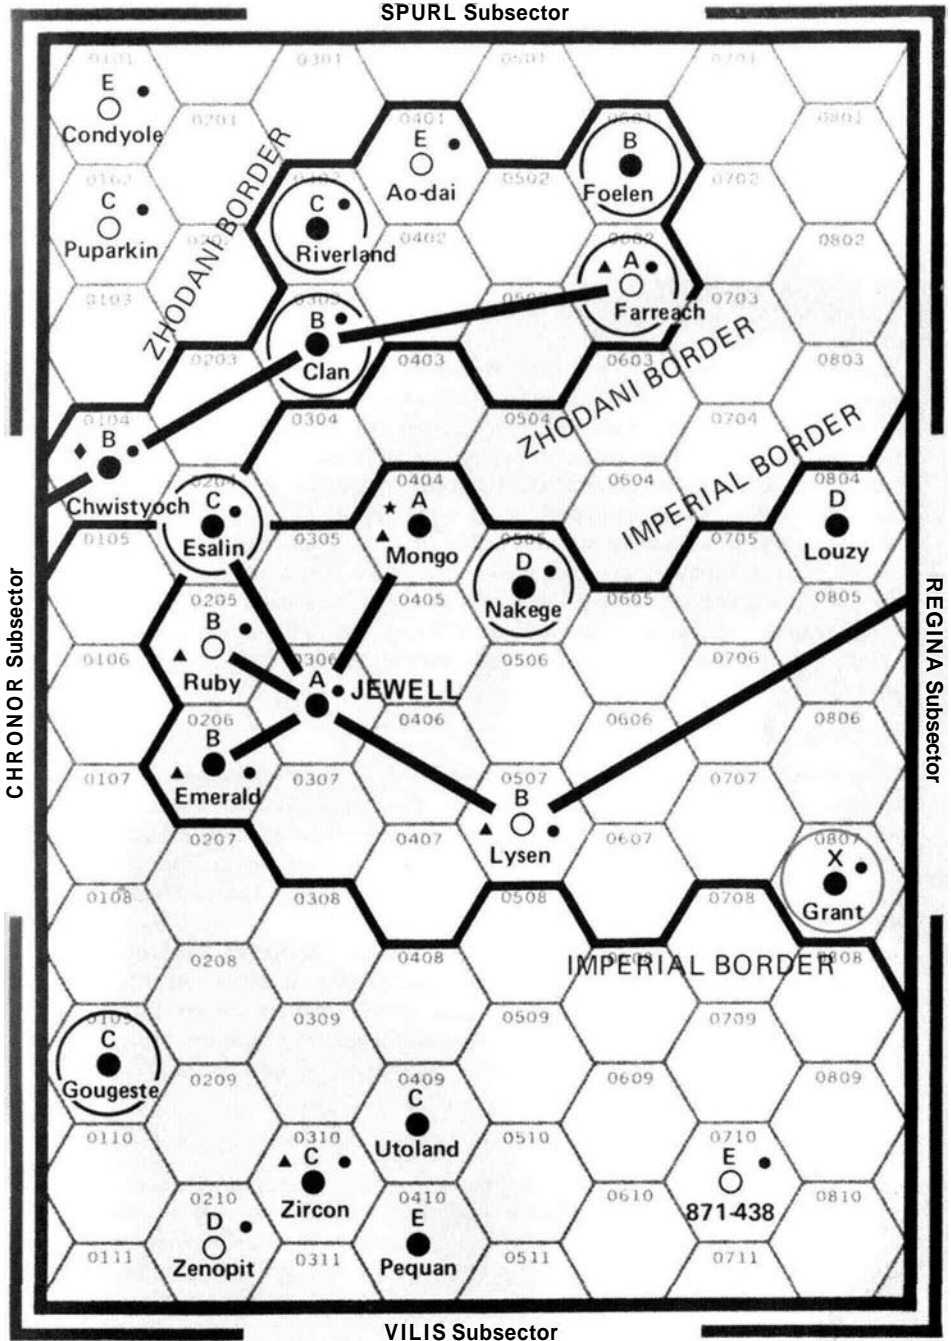 SPURL Subsector
0101
0301
0501
0701
E
Condyole
0201
0401
0601
0801
E
Ao-dai
B
Foelen
ZHODANI BORDER
0102
0302
0502
0702
C
Puparkin
C
Riverland
0202
0402
0602
0802
A
Farreach
0103
0303
0503
0703
B
Clan
0203
0403
0603
0803
ZHODANI BORDER
0104
0304
0504
0704
B
Chwistyoch
IMPERIAL BORDER
0204
0404
0604
0804
C
Esalin
A
Mongo
D
Louzy
0105
0305
0505
0705
D
Nakege
0205
0405
0605
0805
B
Ruby
0106
0306
0506
0706
A
JEWELL
0206
0406
0606
0806
B
Emerald
0107
0307
0507
0707
B
Lysen
0207
0407
0607
0807
X
Grant
0108
0308
0508
0708
0208
0408
0608
0808
IMPERIAL BORDER
0109
0309
0509
0709
C
Gougeste
0209
0409
0609
0809
C
Utoland
0110
0310
0510
0710
C
Zircon
E
871-438
0210
0410
0610
0810
D
Zenopit
E
Pequan
0111
0311
0511
0711
CHRONOR Subsector
REGINA Subsector
VILIS Subsector